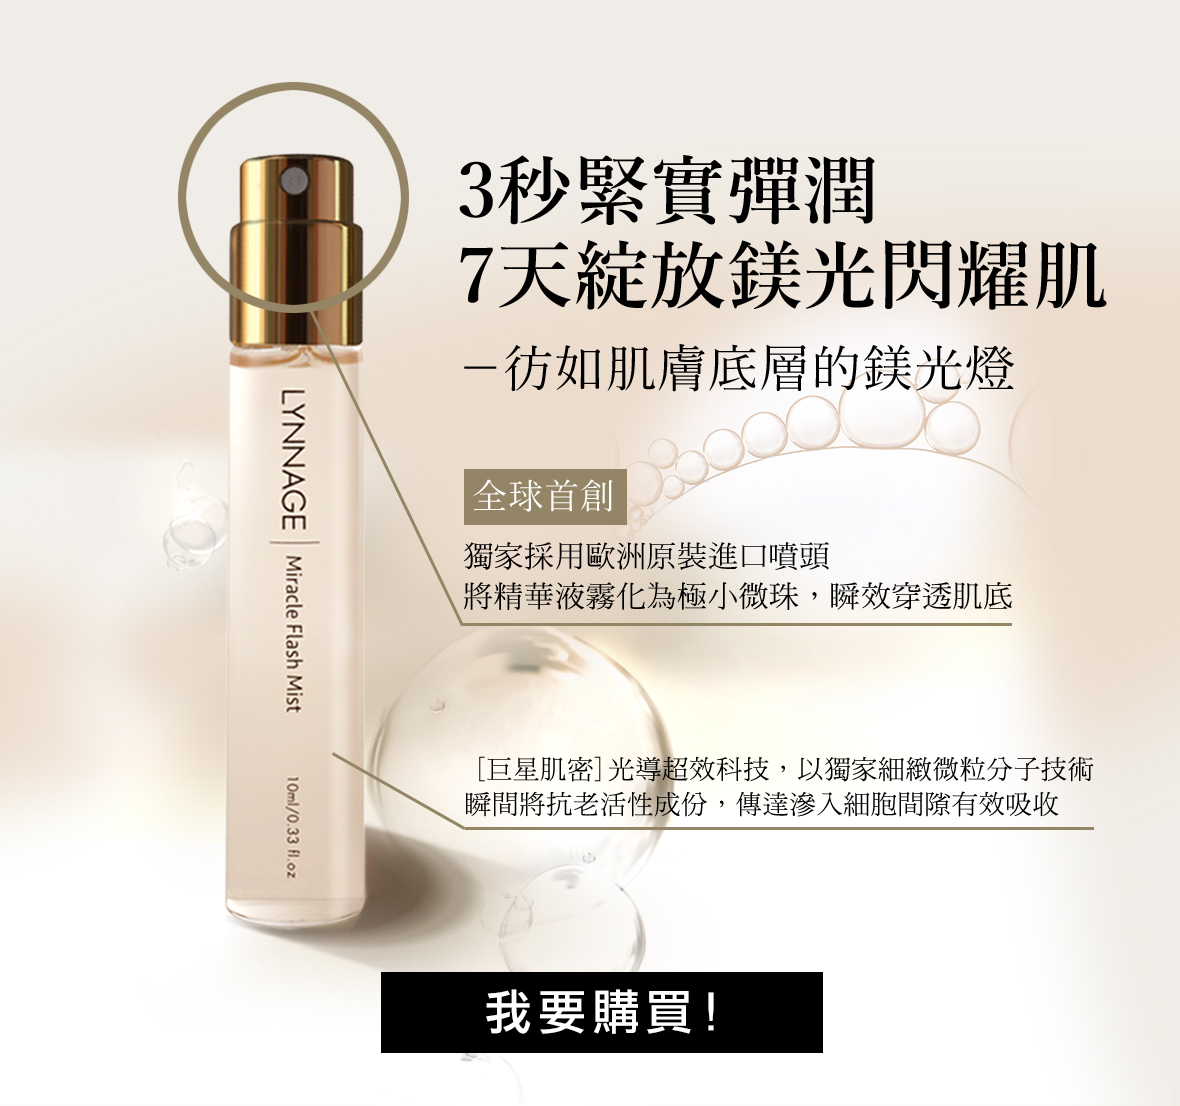 3秒緊實彈潤
7天綻放鎂光閃耀肌
–彷如肌膚底層的鎂光燈
全球首創
獨家採用歐洲原裝進口噴頭
將精華液霧化為極小微珠，瞬效穿透肌底
[巨星肌密] 光導超效科技，以獨家細緻微粒分子技術
瞬間將抗老活性成份，傳達滲入細胞間隙有效吸收
LYNNAGE | Miracle Flash Mist
10ml/0.33 fl.oz
我要購買!